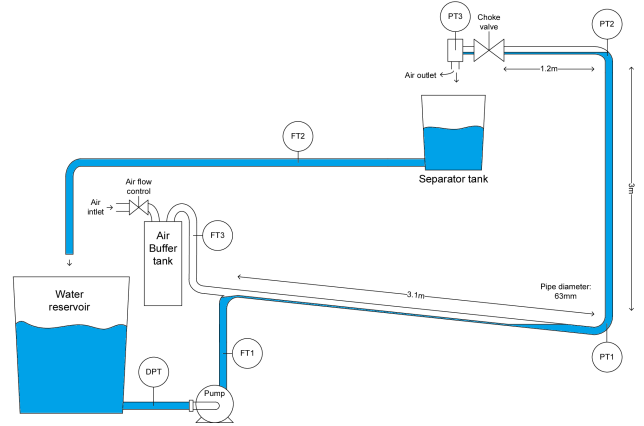 PT3
Choke
valve
PT2
Air outlet
1.2m
FT2
3m
Separator tank
Air flow
control
Air
intlet
Air
Buffer
tank
FT3
3.1m
Pipe diameter:
63mm
Water
reservoir
FT1
PT1
DPT
Pump